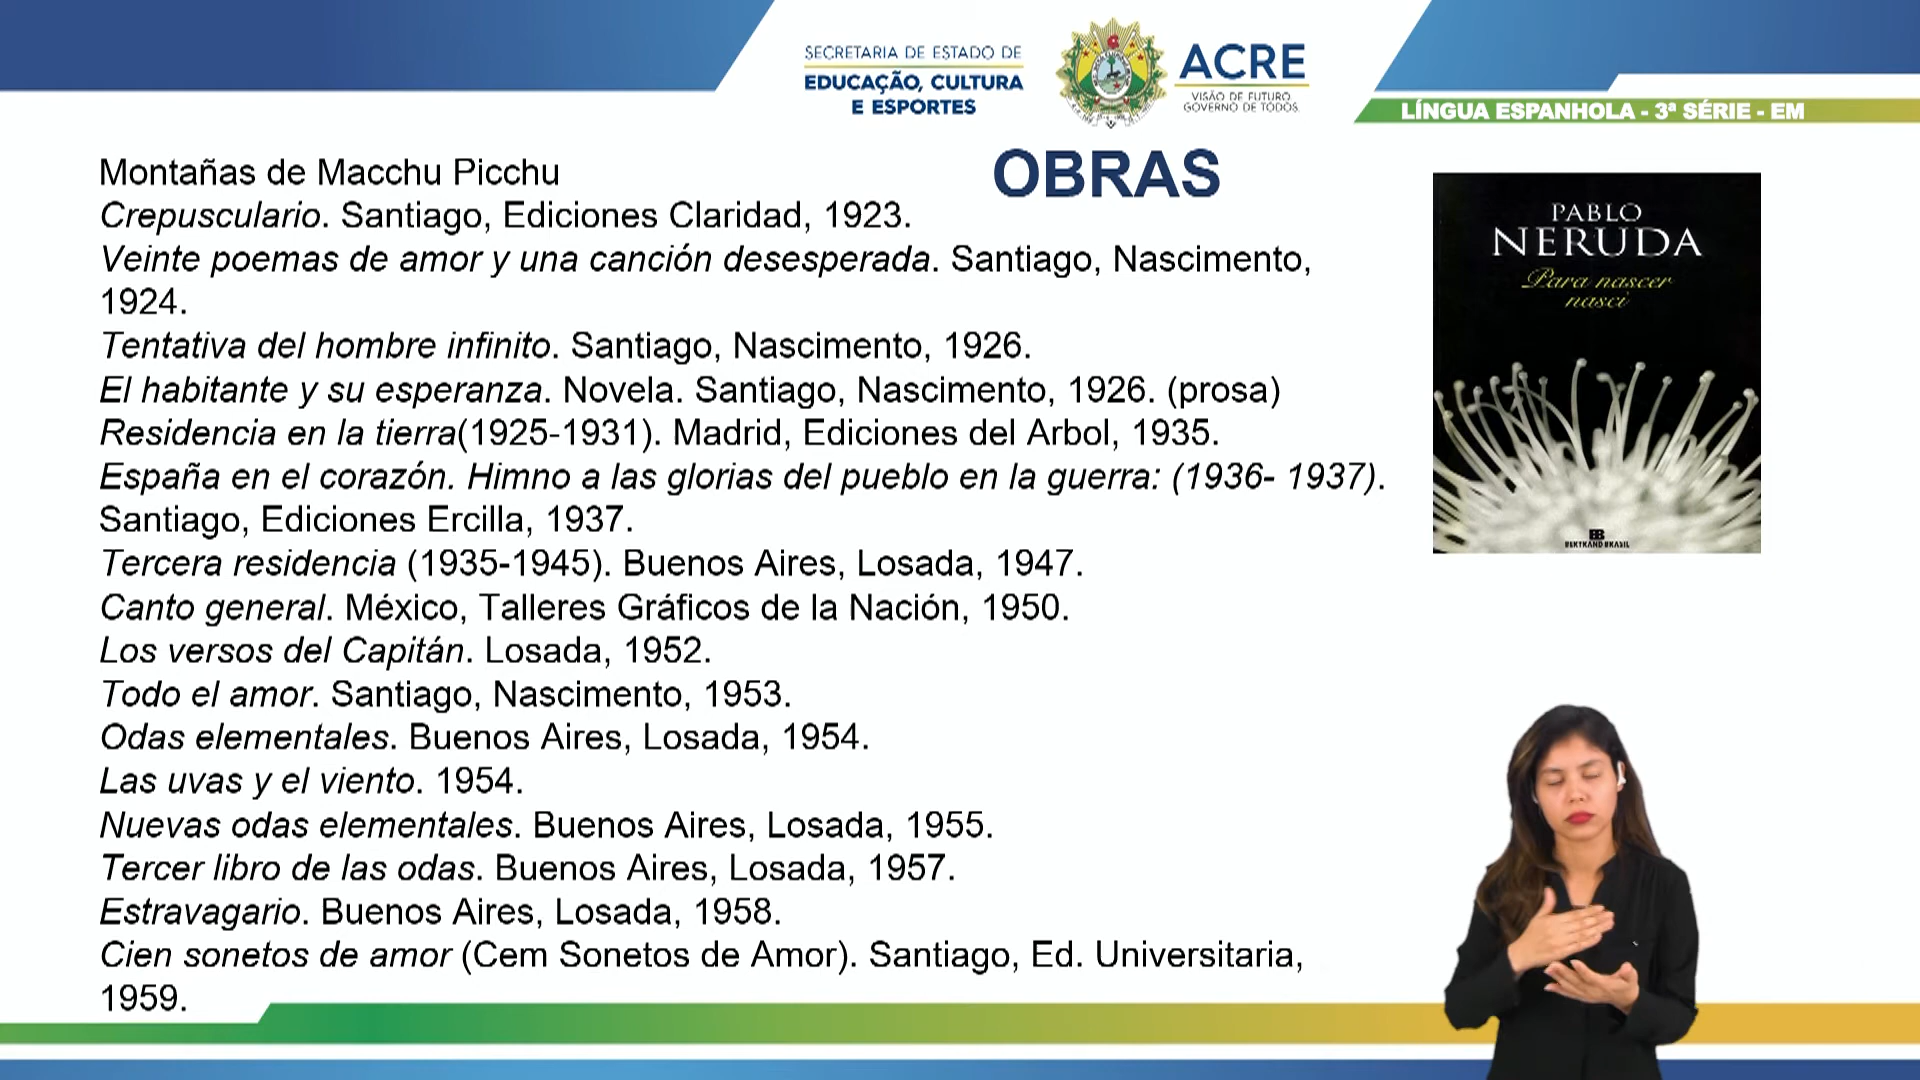 SECRETARIA DE ESTADO DE
EDUCAÇÃO, CULTURA
E ESPORTES
ACRE
VISÃO DE FUTURO.
GOVERNO DE TODOS.
LÍNGUA ESPANHOLA - 3ª SÉRIE - EM
OBRAS
Montañas de Macchu Picchu
Crepusculario. Santiago, Ediciones Claridad, 1923.
Veinte poemas de amor y una canción desesperada. Santiago, Nascimento,
1924.
Tentativa del hombre infinito. Santiago, Nascimento, 1926.
El habitante y su esperanza. Novela. Santiago, Nascimento, 1926. (prosa)
Residencia en la tierra(1925-1931). Madrid, Ediciones del Arbol, 1935.
España en el corazón. Himno a las glorias del pueblo en la guerra: (1936- 1937).
Santiago, Ediciones Ercilla, 1937.
Tercera residencia (1935-1945). Buenos Aires, Losada, 1947.
Canto general. México, Talleres Gráficos de la Nación, 1950.
Los versos del Capitán. Losada, 1952.
Todo el amor. Santiago, Nascimento, 1953.
Odas elementales. Buenos Aires, Losada, 1954.
Las uvas y el viento. 1954.
Nuevas odas elementales. Buenos Aires, Losada, 1955.
Tercer libro de las odas. Buenos Aires, Losada, 1957.
Estravagario. Buenos Aires, Losada, 1958.
Cien sonetos de amor (Cem Sonetos de Amor). Santiago, Ed. Universitaria,
1959.
PABLO
NERUDA
Para nascer
nasci
BERTRAND BRASIL